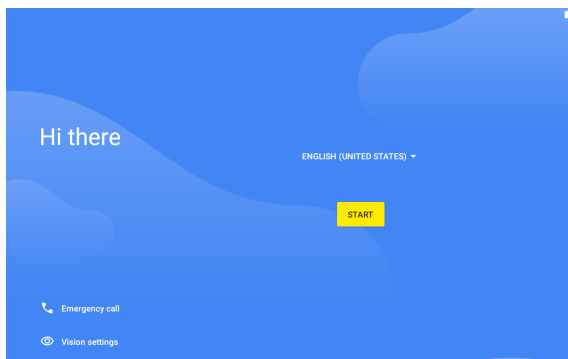 Hi there
ENGLISH (UNITED STATES)
START
Emergency call
Vision settings